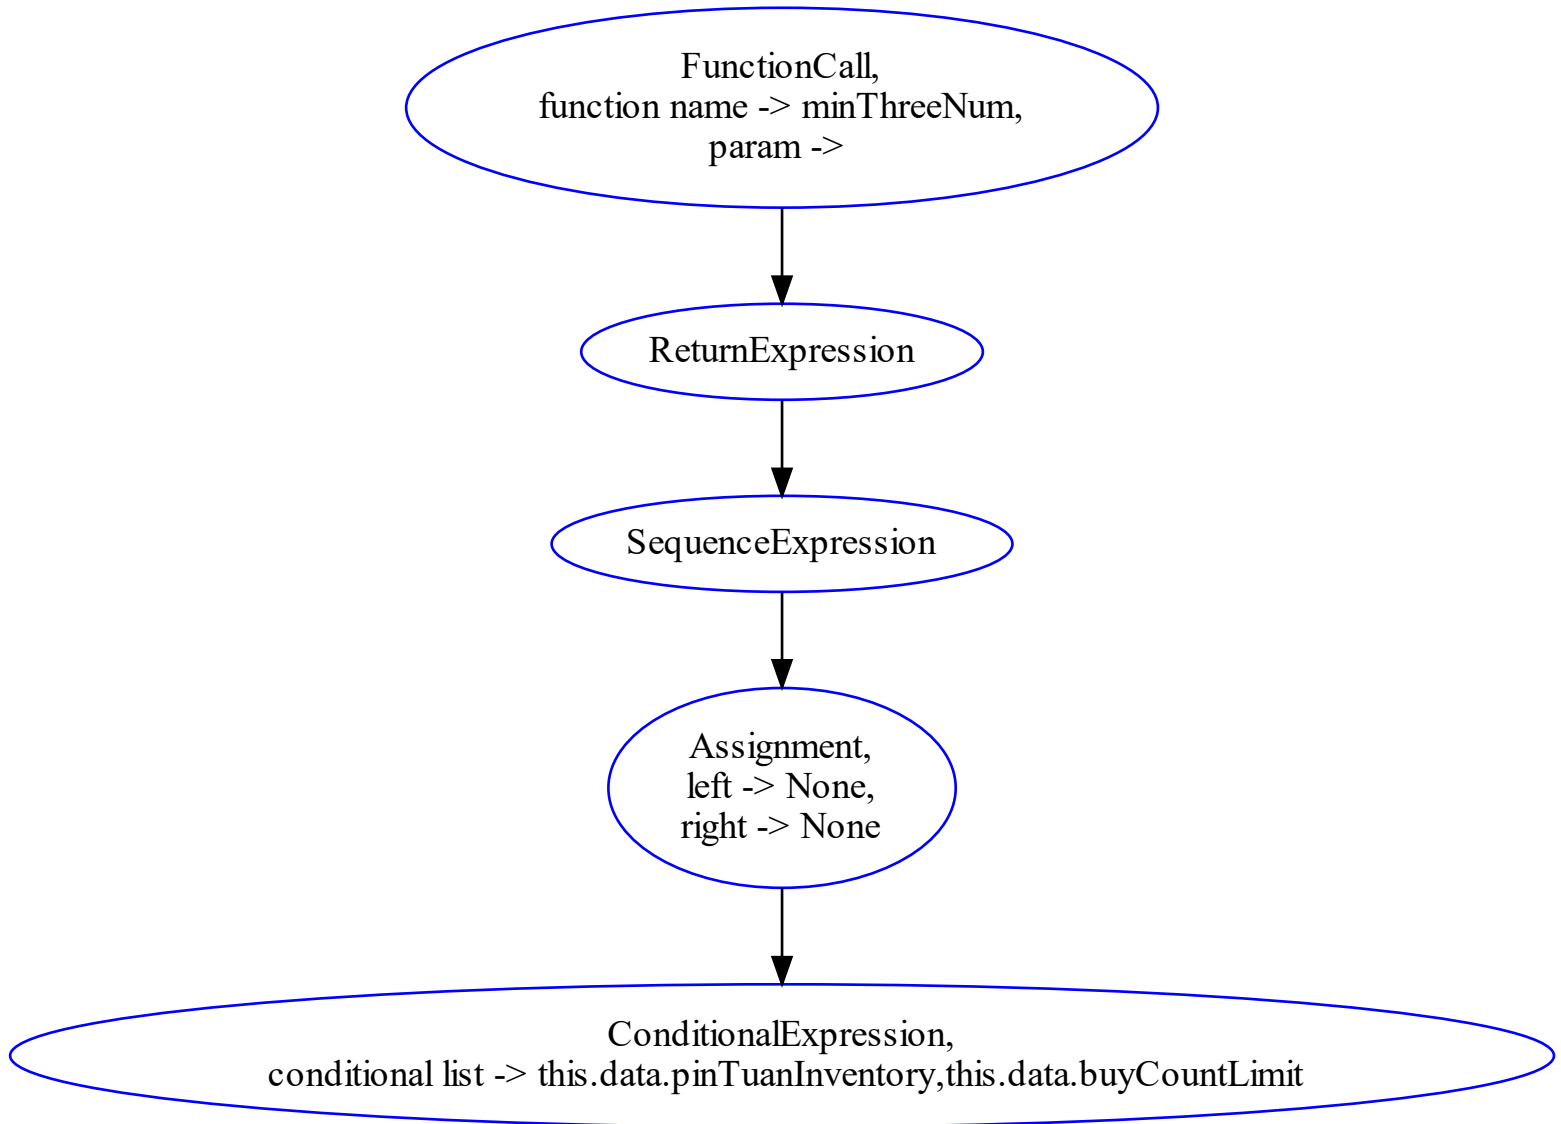 FunctionCall,
function name -> minThreeNum,
param ->
ReturnExpression
SequenceExpression
Assignment,
left -> None,
right -> None
ConditionalExpression,
conditional list -> this.data.pinTuanInventory,this.data.buyCountLimit